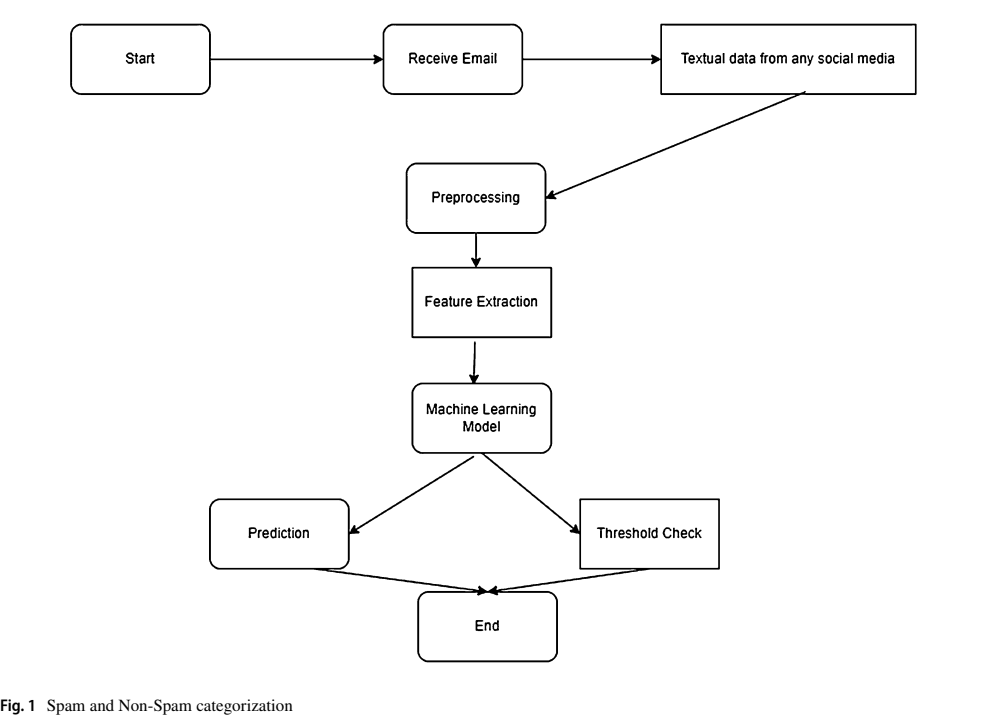 Start
Receive Email
Textual data from any social media
Preprocessing
Feature Extraction
Machine Learning
Model
Prediction
Threshold Check
End
Fig. 1 Spam and Non-Spam categorization